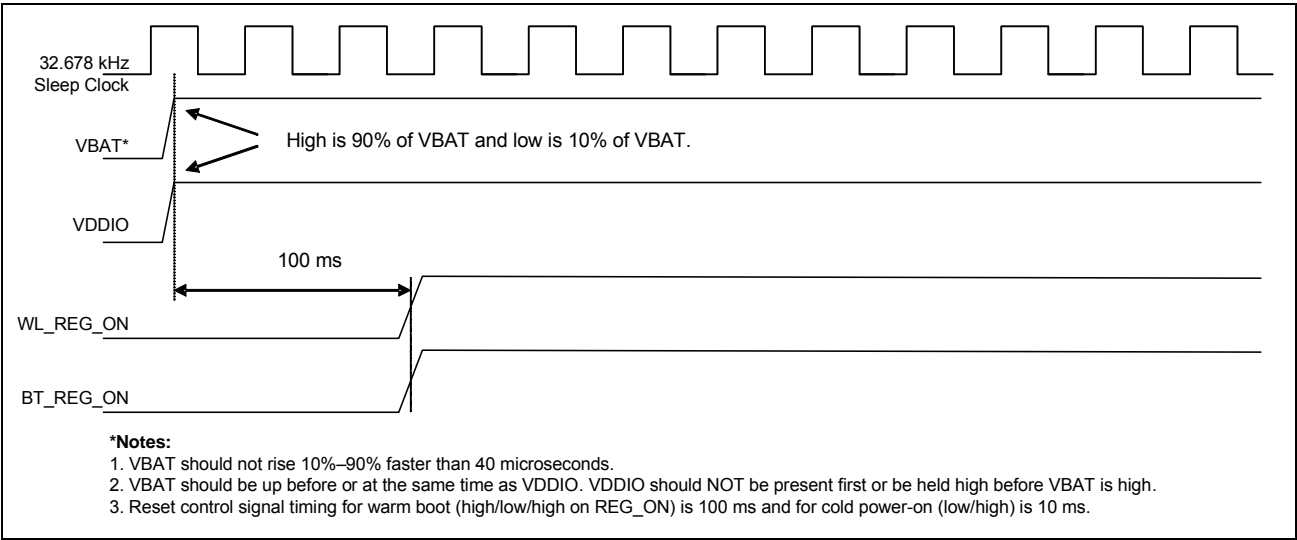 32.678 kHz
Sleep Clock
VBAT*
High is 90% of VBAT and low is 10% of VBAT.
VDDIO
100 ms
WL_REG_ON
BT_REG_ON
*Notes:
1. VBAT should not rise 10%–90% faster than 40 microseconds.
2. VBAT should be up before or at the same time as VDDIO. VDDIO should NOT be present first or be held high before VBAT is high.
3. Reset control signal timing for warm boot (high/low/high on REG_ON) is 100 ms and for cold power-on (low/high) is 10 ms.